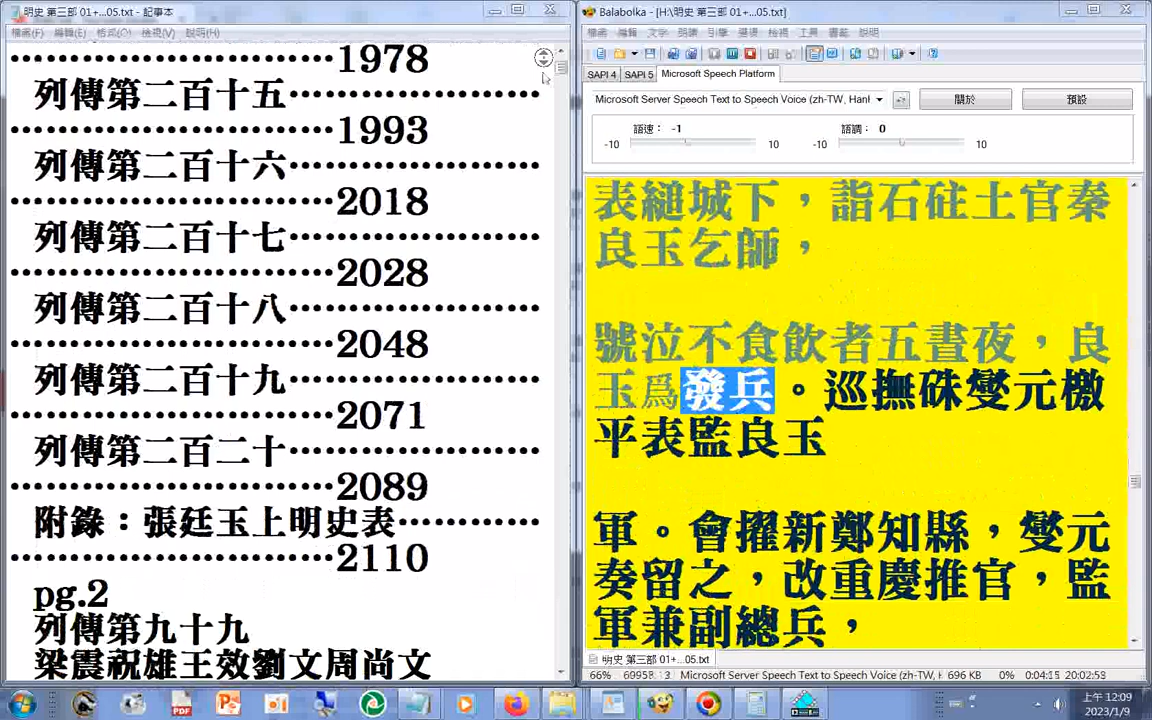 明史 第三部 01+...05.txt - 記事本
檔案(F) 編輯(E) 格式(O) 檢視(V) 說明(H)
································1978
列傳第二百十五························
································1993
列傳第二百十六························
································2018
列傳第二百十七························
································2028
列傳第二百十八························
································2048
列傳第二百十九························
································2071
列傳第二百二十························
································2089
附錄：張廷玉上明史表··············
································2110
pg.2
列傳第九十九
梁震祝雄王效劉文周尚文
Balabolka - [H:\明史 第三部 01+...05.txt]
檔案 編輯 文字 朗讀 引擎 選項 檢視 工具 書籤 說明
SAPI 4 SAPI 5 Microsoft Speech Platform
Microsoft Server Speech Text to Speech Voice (zh-TW, Hanl
關於
預設
語速： -1
語調： 0
-10 10 -10 10
表縋城下，詣石砫土官秦
良玉乞師，
號泣不食飲者五晝夜，良
玉爲發兵。巡撫硃燮元檄
平表監良玉
軍。會擢新鄭知縣，燮元
奏留之，改重慶推官，監
軍兼副總兵，
明史 第三部 01+...05.txt
66% 69958:13 Microsoft Server Speech Text to Speech Voice (zh-TW, H 696 KB 0% 0:04:15 20:02:58
上午 12:09
2023/1/9